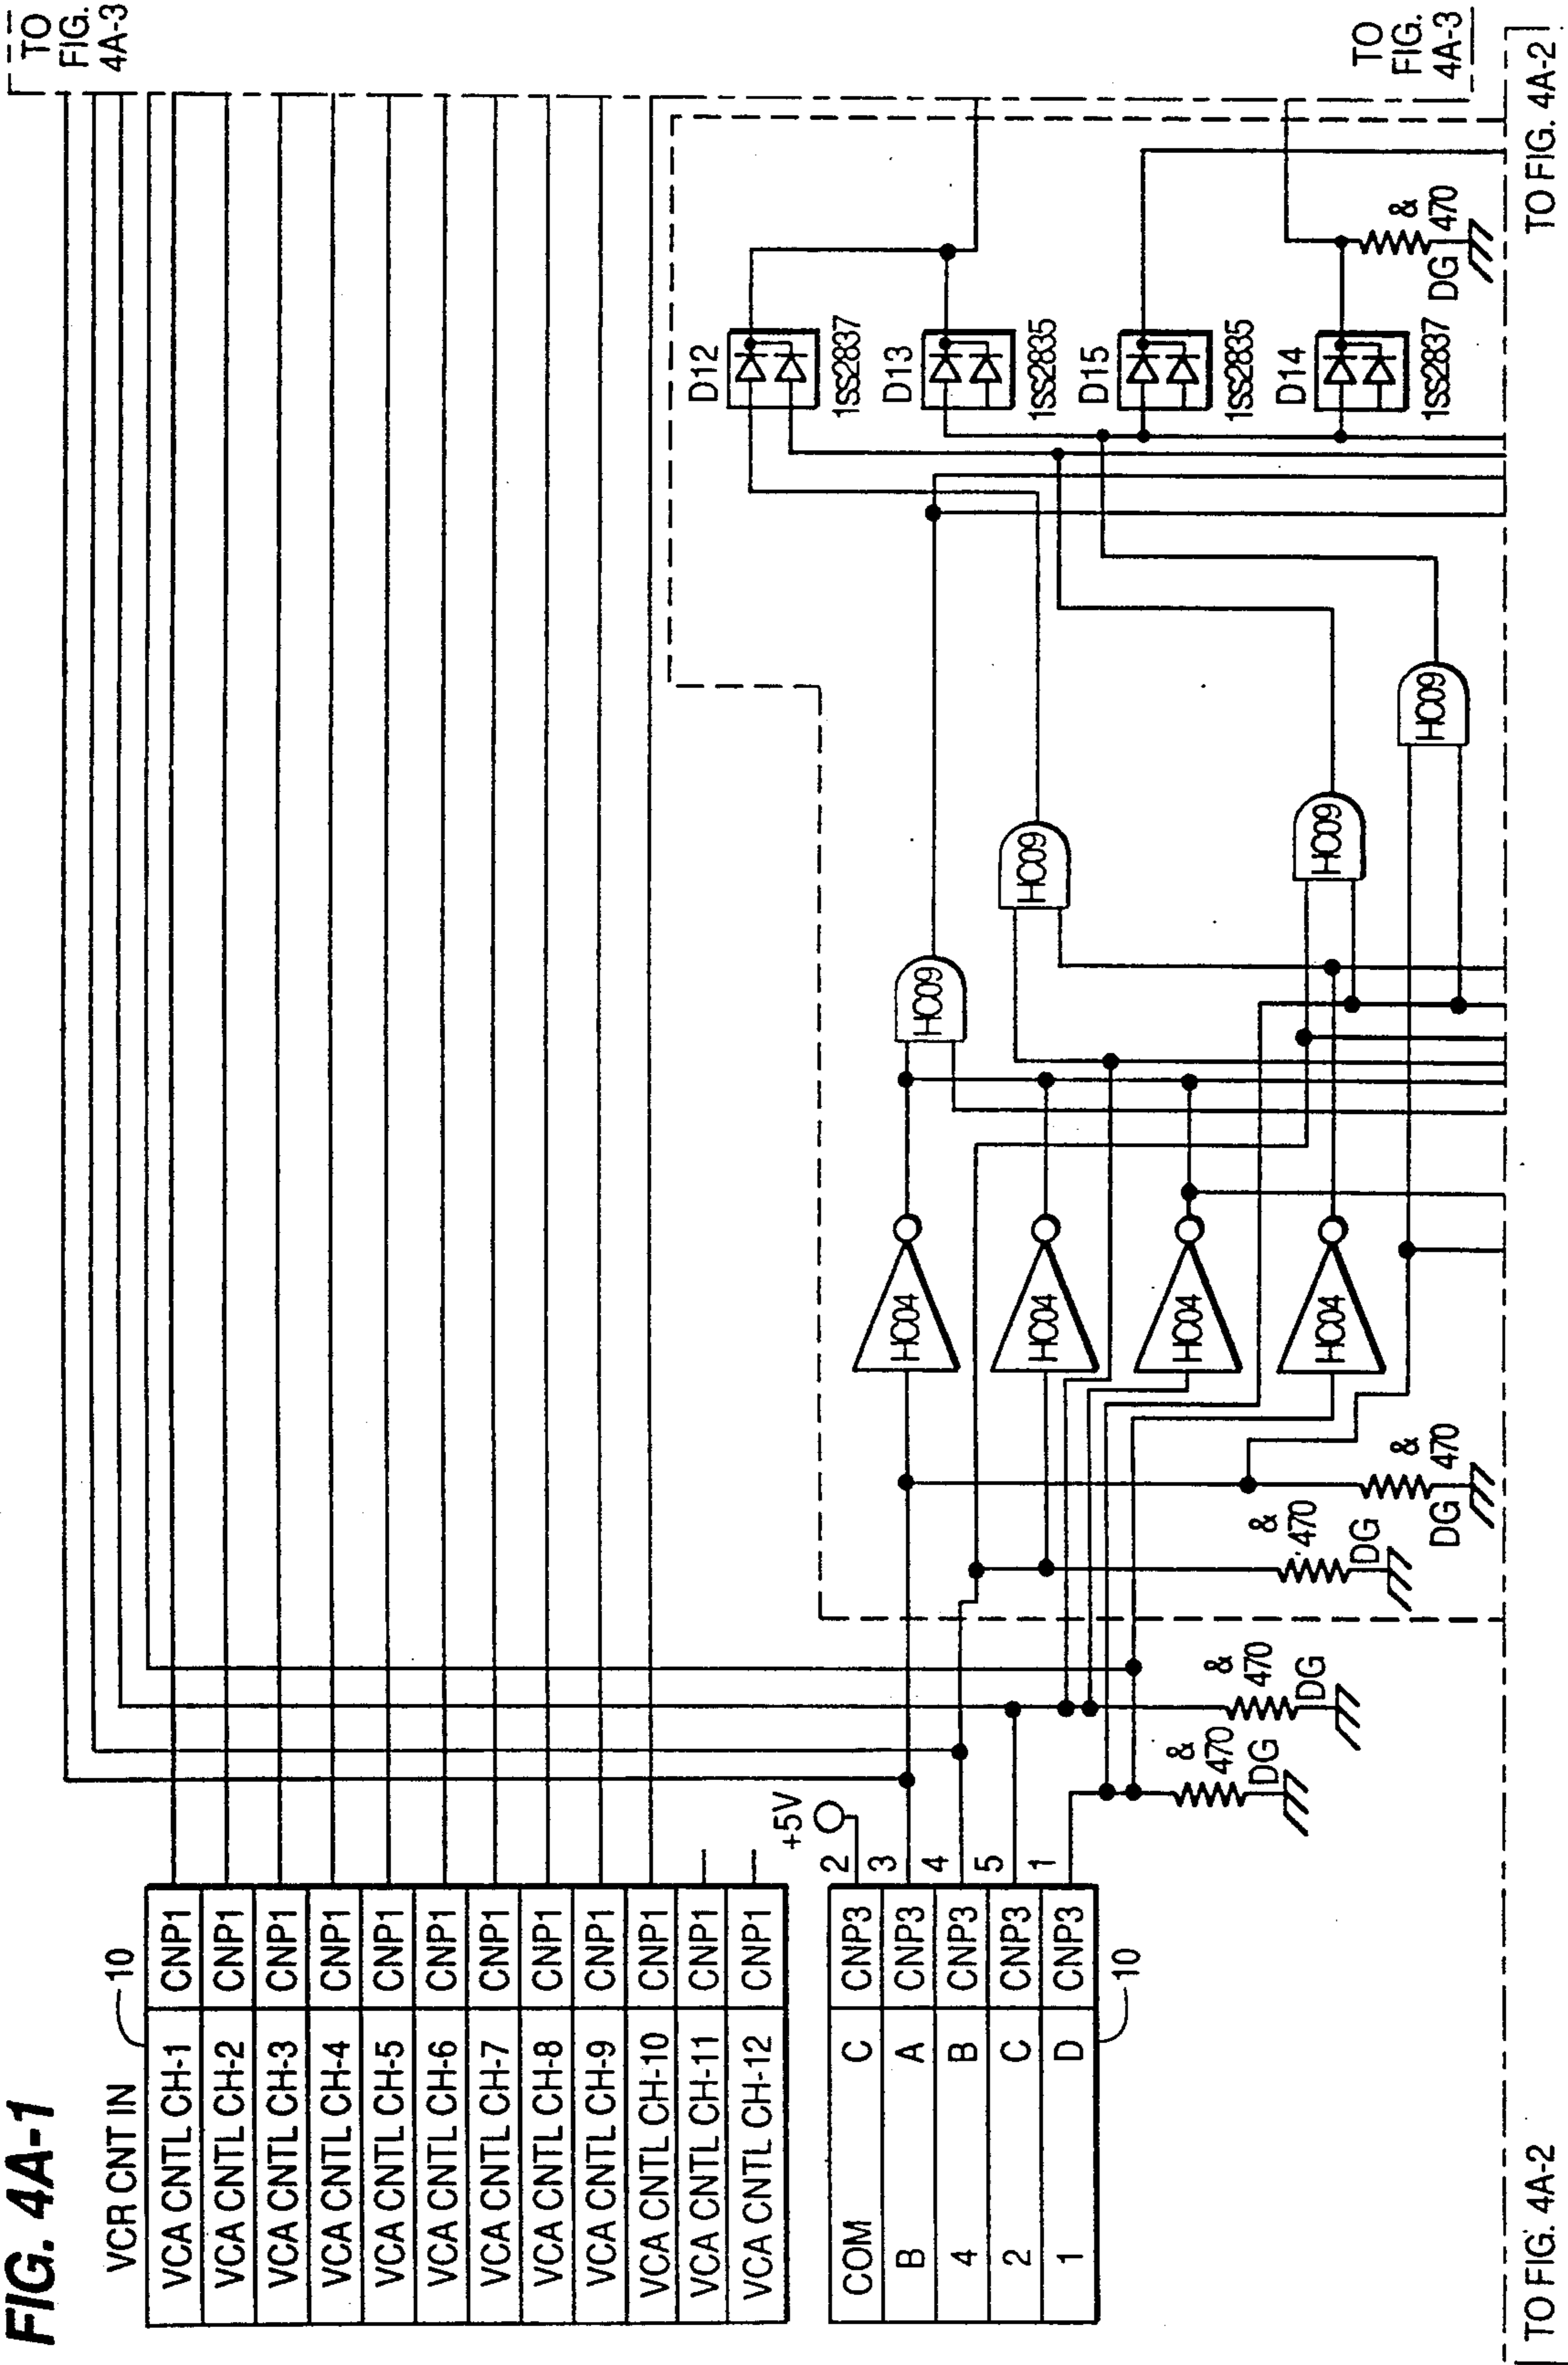 FIG. 4A-1
VCR CNT IN
10
VCA CNTL CH-1 CNP1
VCA CNTL CH-2 CNP1
VCA CNTL CH-3 CNP1
VCA CNTL CH-4 CNP1
VCA CNTL CH-5 CNP1
VCA CNTL CH-6 CNP1
VCA CNTL CH-7 CNP1
VCA CNTL CH-8 CNP1
VCA CNTL CH-9 CNP1
VCA CNTL CH-10 CNP1
VCA CNTL CH-11 CNP1
VCA CNTL CH-12 CNP1
+5V
COM C CNP3 2
B A CNP3 3
4 B CNP3 4
2 C CNP3 5
1 D CNP3 1
10
&
470
DG
&
470
DG
&
470
DG
&
470
DG
HC04
HC04
HC04
HC04
HC09
HC09
HC09
HC09
D12
1SS2837
D13
1SS2835
D15
1SS2835
D14
1SS2837
&
470
DG
TO
FIG.
4A-3
TO
FIG.
4A-3
TO FIG. 4A-2
TO FIG. 4A-2